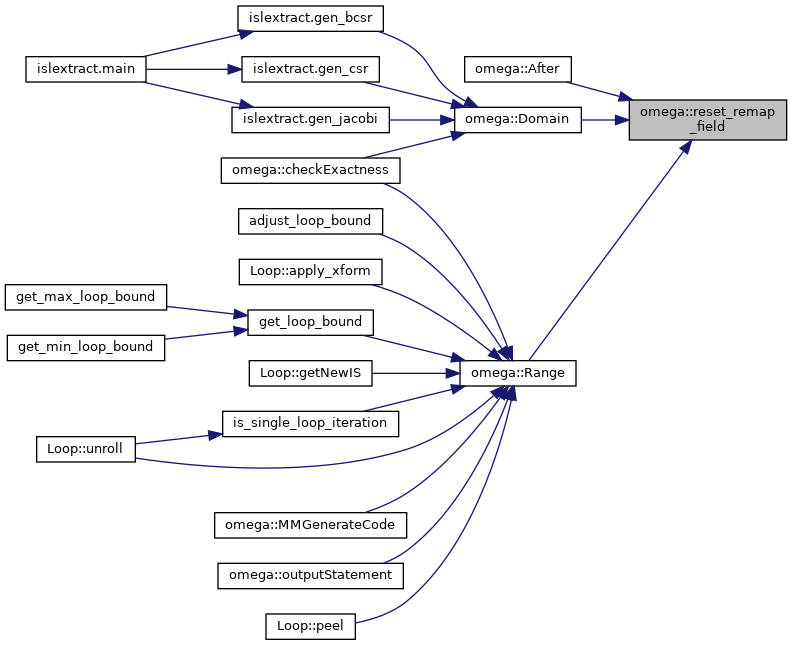 islextract.gen_bcsr
islextract.main
islextract.gen_csr
omega::After
islextract.gen_jacobi
omega::Domain
omega::reset_remap
_field
omega::checkExactness
adjust_loop_bound
Loop::apply_xform
get_max_loop_bound
get_loop_bound
get_min_loop_bound
Loop::getNewIS
omega::Range
is_single_loop_iteration
Loop::unroll
omega::MMGenerateCode
omega::outputStatement
Loop::peel